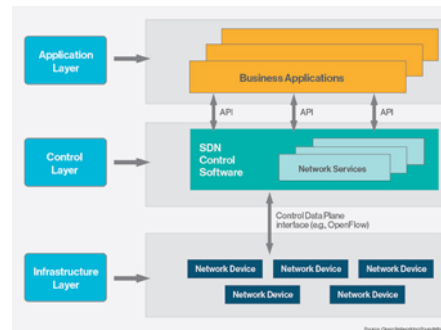 Application
Layer
Business Applications
API
API
API
Control
Layer
SDN
Control
Software
Network Services
Control Data Plane
interface (e.g., OpenFlow)
Infrastructure
Layer
Network Device
Network Device
Network Device
Network Device
Network Device